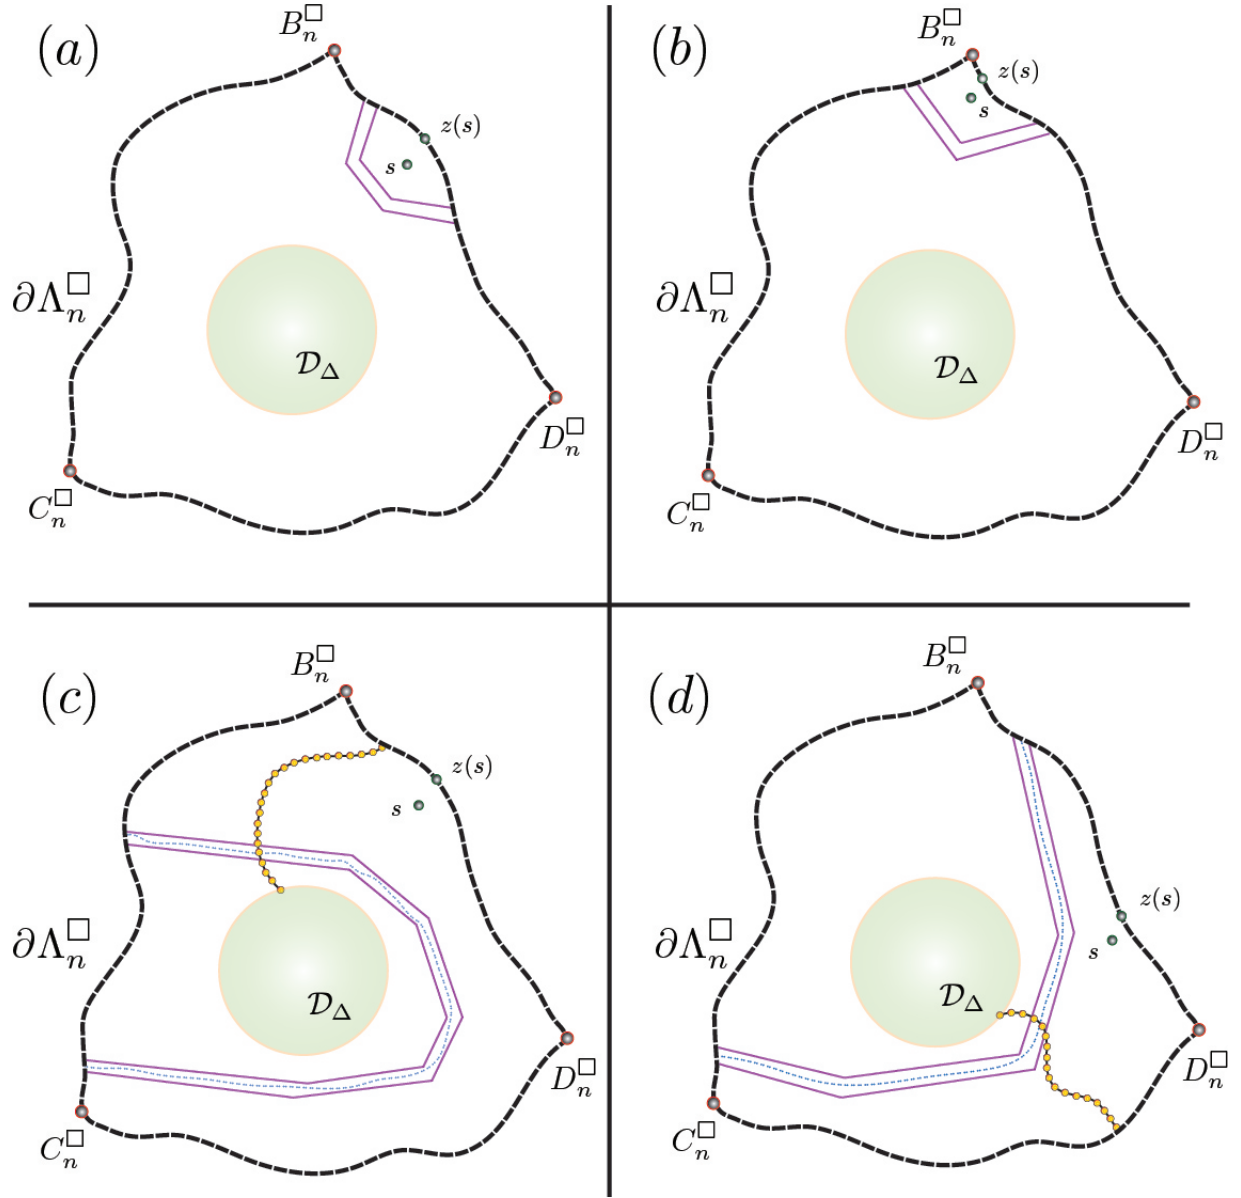 (a)
B_n^□
z(s)
s
∂Λ_n^□
𝒟_Δ
D_n^□
C_n^□
(b)
B_n^□
z(s)
s
∂Λ_n^□
𝒟_Δ
D_n^□
C_n^□
(c)
B_n^□
z(s)
s
∂Λ_n^□
𝒟_Δ
D_n^□
C_n^□
(d)
B_n^□
z(s)
s
∂Λ_n^□
𝒟_Δ
D_n^□
C_n^□